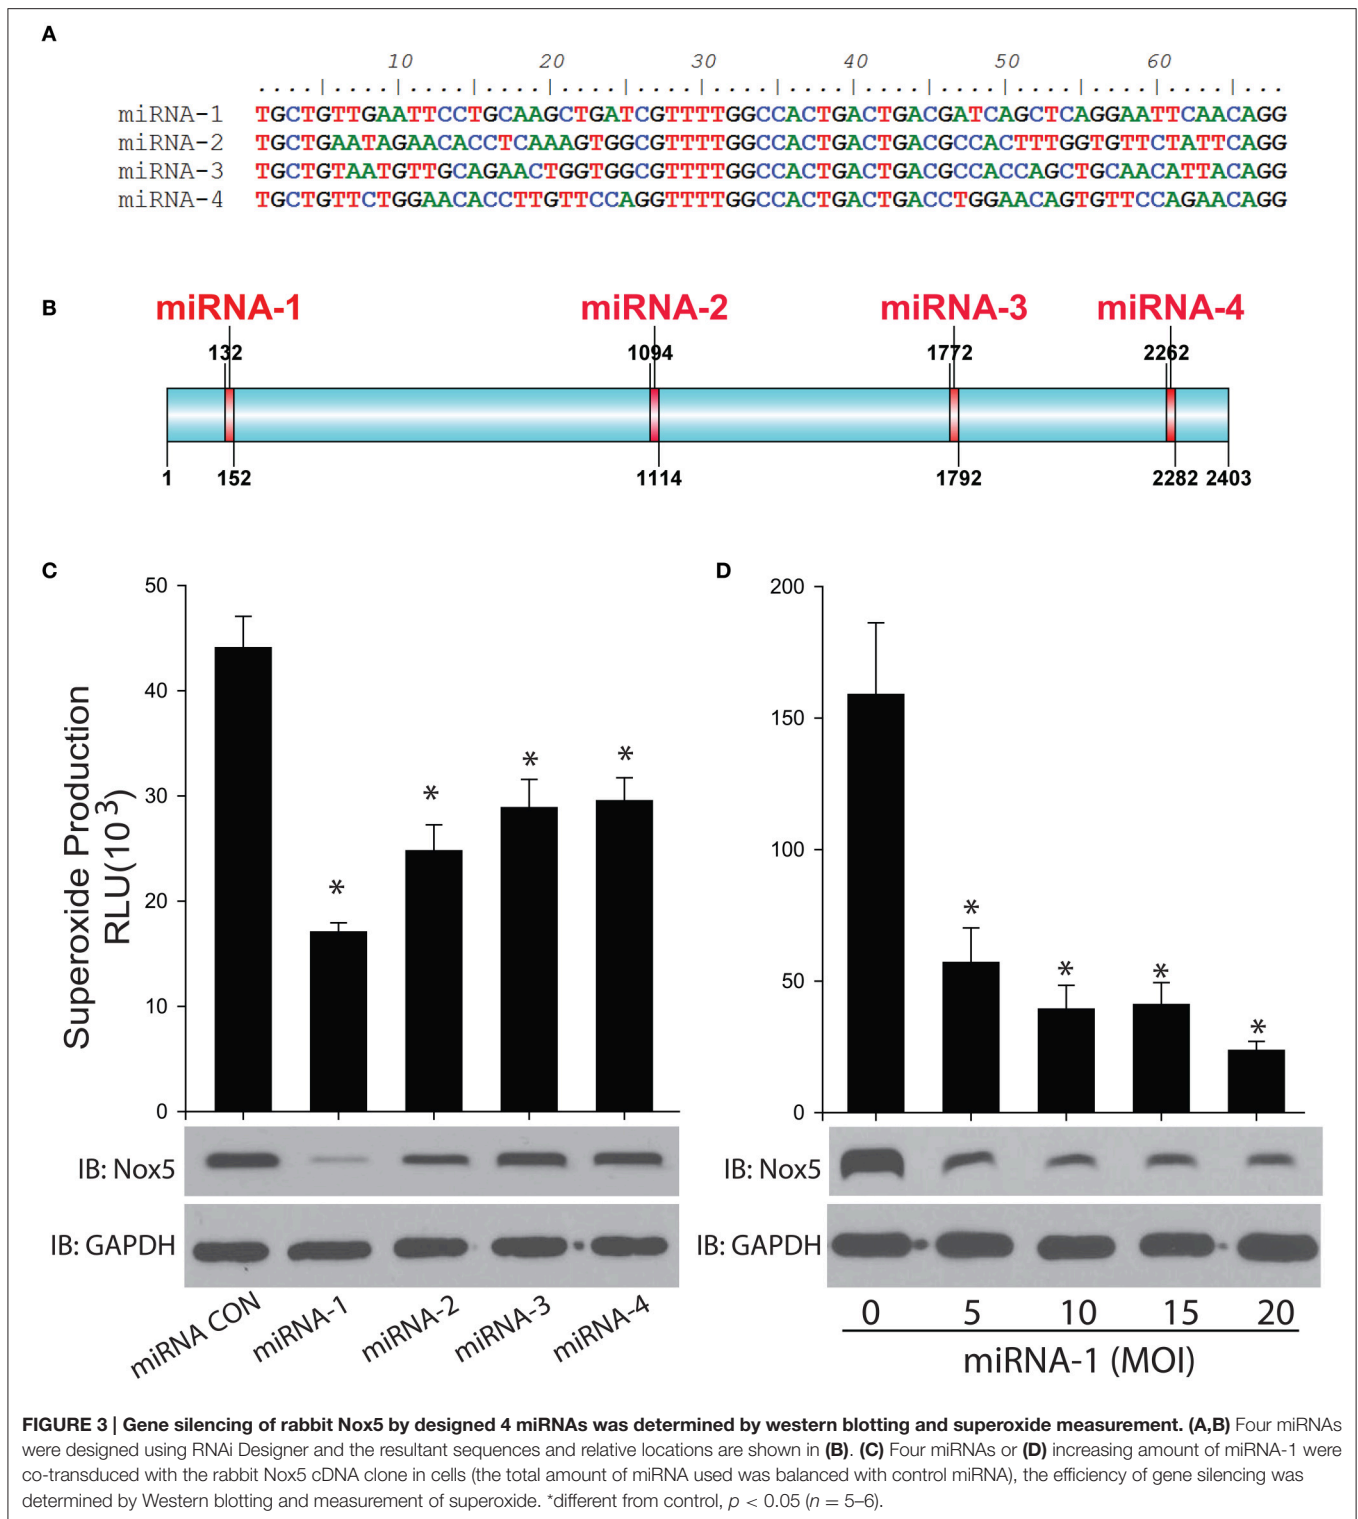 A
10 20 30 40 50 60
....|....|....|....|....|....|....|....|....|....|....|....|....|...
miRNA-1 TGCTGTTGAATTCCTGCAAGCTGATCGTTTTGGCCACTGACTGACGATCAGCTCAGGAATTCAACAGG
miRNA-2 TGCTGAATAGAACACCTCAAAGTGGCGTTTTGGCCACTGACTGACGCCACTTTGGTGTTCTATTCAGG
miRNA-3 TGCTGTAATGTTGCAGAACTGGTGGCGTTTTGGCCACTGACTGACGCCACCAGCTGCAACATTACAGG
miRNA-4 TGCTGTTCTGGAACACCTTGTTCCAGGTTTTGGCCACTGACTGACCTGGAACAGTGTTCCAGAACAGG
B
miRNA-1 miRNA-2 miRNA-3 miRNA-4
132 1094 1772 2262
1 152 1114 1792 2282 2403
C
Superoxide Production
RLU(10³)
50
40
30
20
10
0
* * * *
IB: Nox5
IB: GAPDH
miRNA CON miRNA-1 miRNA-2 miRNA-3 miRNA-4
D
200
150
100
50
0
* * * *
IB: Nox5
IB: GAPDH
0 5 10 15 20
miRNA-1 (MOI)
FIGURE 3 | Gene silencing of rabbit Nox5 by designed 4 miRNAs was determined by western blotting and superoxide measurement. (A,B) Four miRNAs
were designed using RNAi Designer and the resultant sequences and relative locations are shown in (B). (C) Four miRNAs or (D) increasing amount of miRNA-1 were
co-transduced with the rabbit Nox5 cDNA clone in cells (the total amount of miRNA used was balanced with control miRNA), the efficiency of gene silencing was
determined by Western blotting and measurement of superoxide. *different from control, p < 0.05 (n = 5–6).